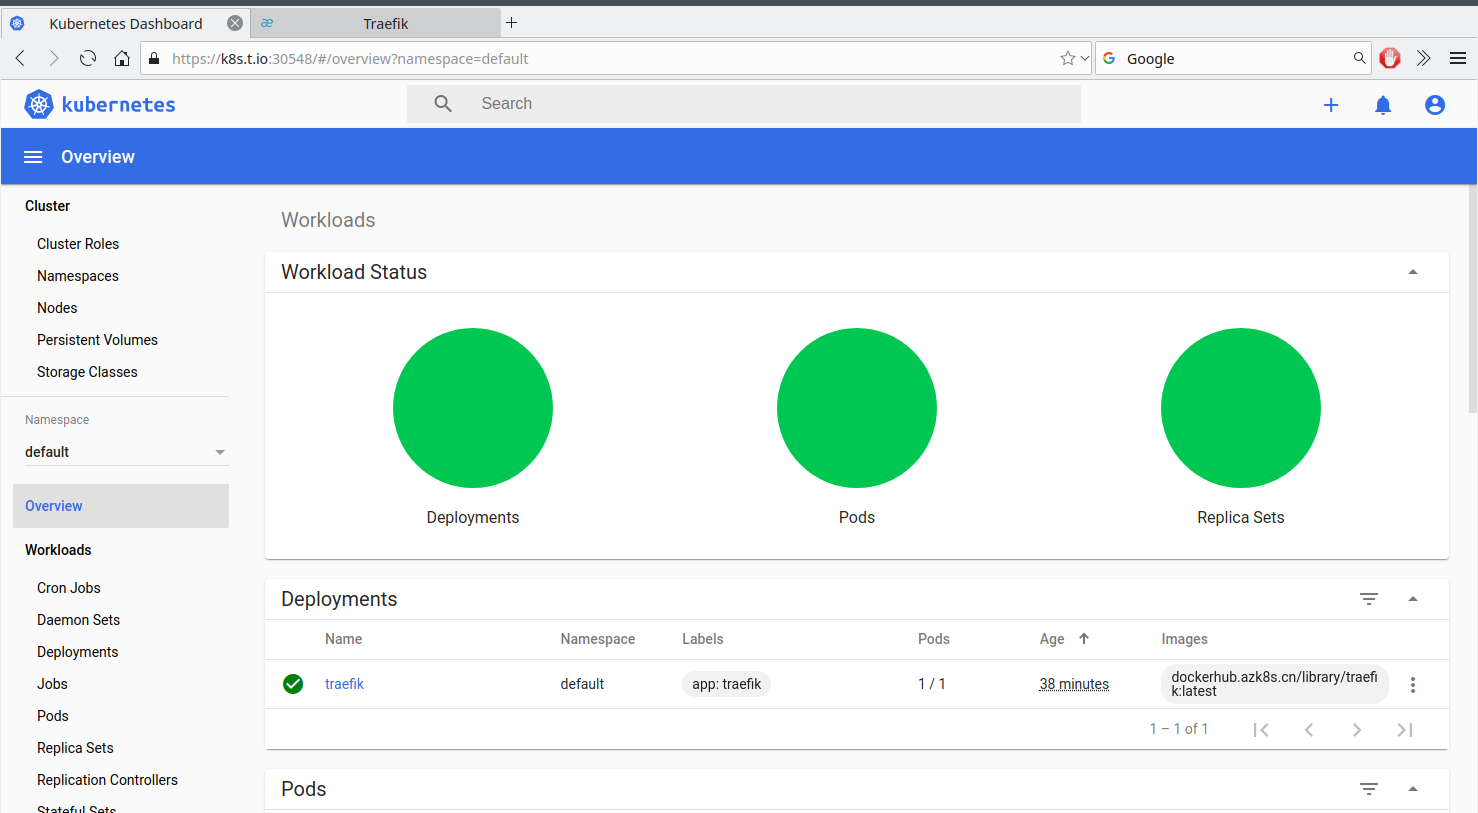 Kubernetes Dashboard
æ Traefik
https://k8s.t.io:30548/#/overview?namespace=default
G Google
kubernetes
Search
Overview
Cluster
Cluster Roles
Namespaces
Nodes
Persistent Volumes
Storage Classes
Namespace
default
Overview
Workloads
Cron Jobs
Daemon Sets
Deployments
Jobs
Pods
Replica Sets
Replication Controllers
Stateful Sets
Workloads
Workload Status
Deployments
Pods
Replica Sets
Deployments
Name Namespace Labels Pods Age Images
traefik default app: traefik 1 / 1 38 minutes dockerhub.azk8s.cn/library/traefi
k:latest
1 – 1 of 1
Pods